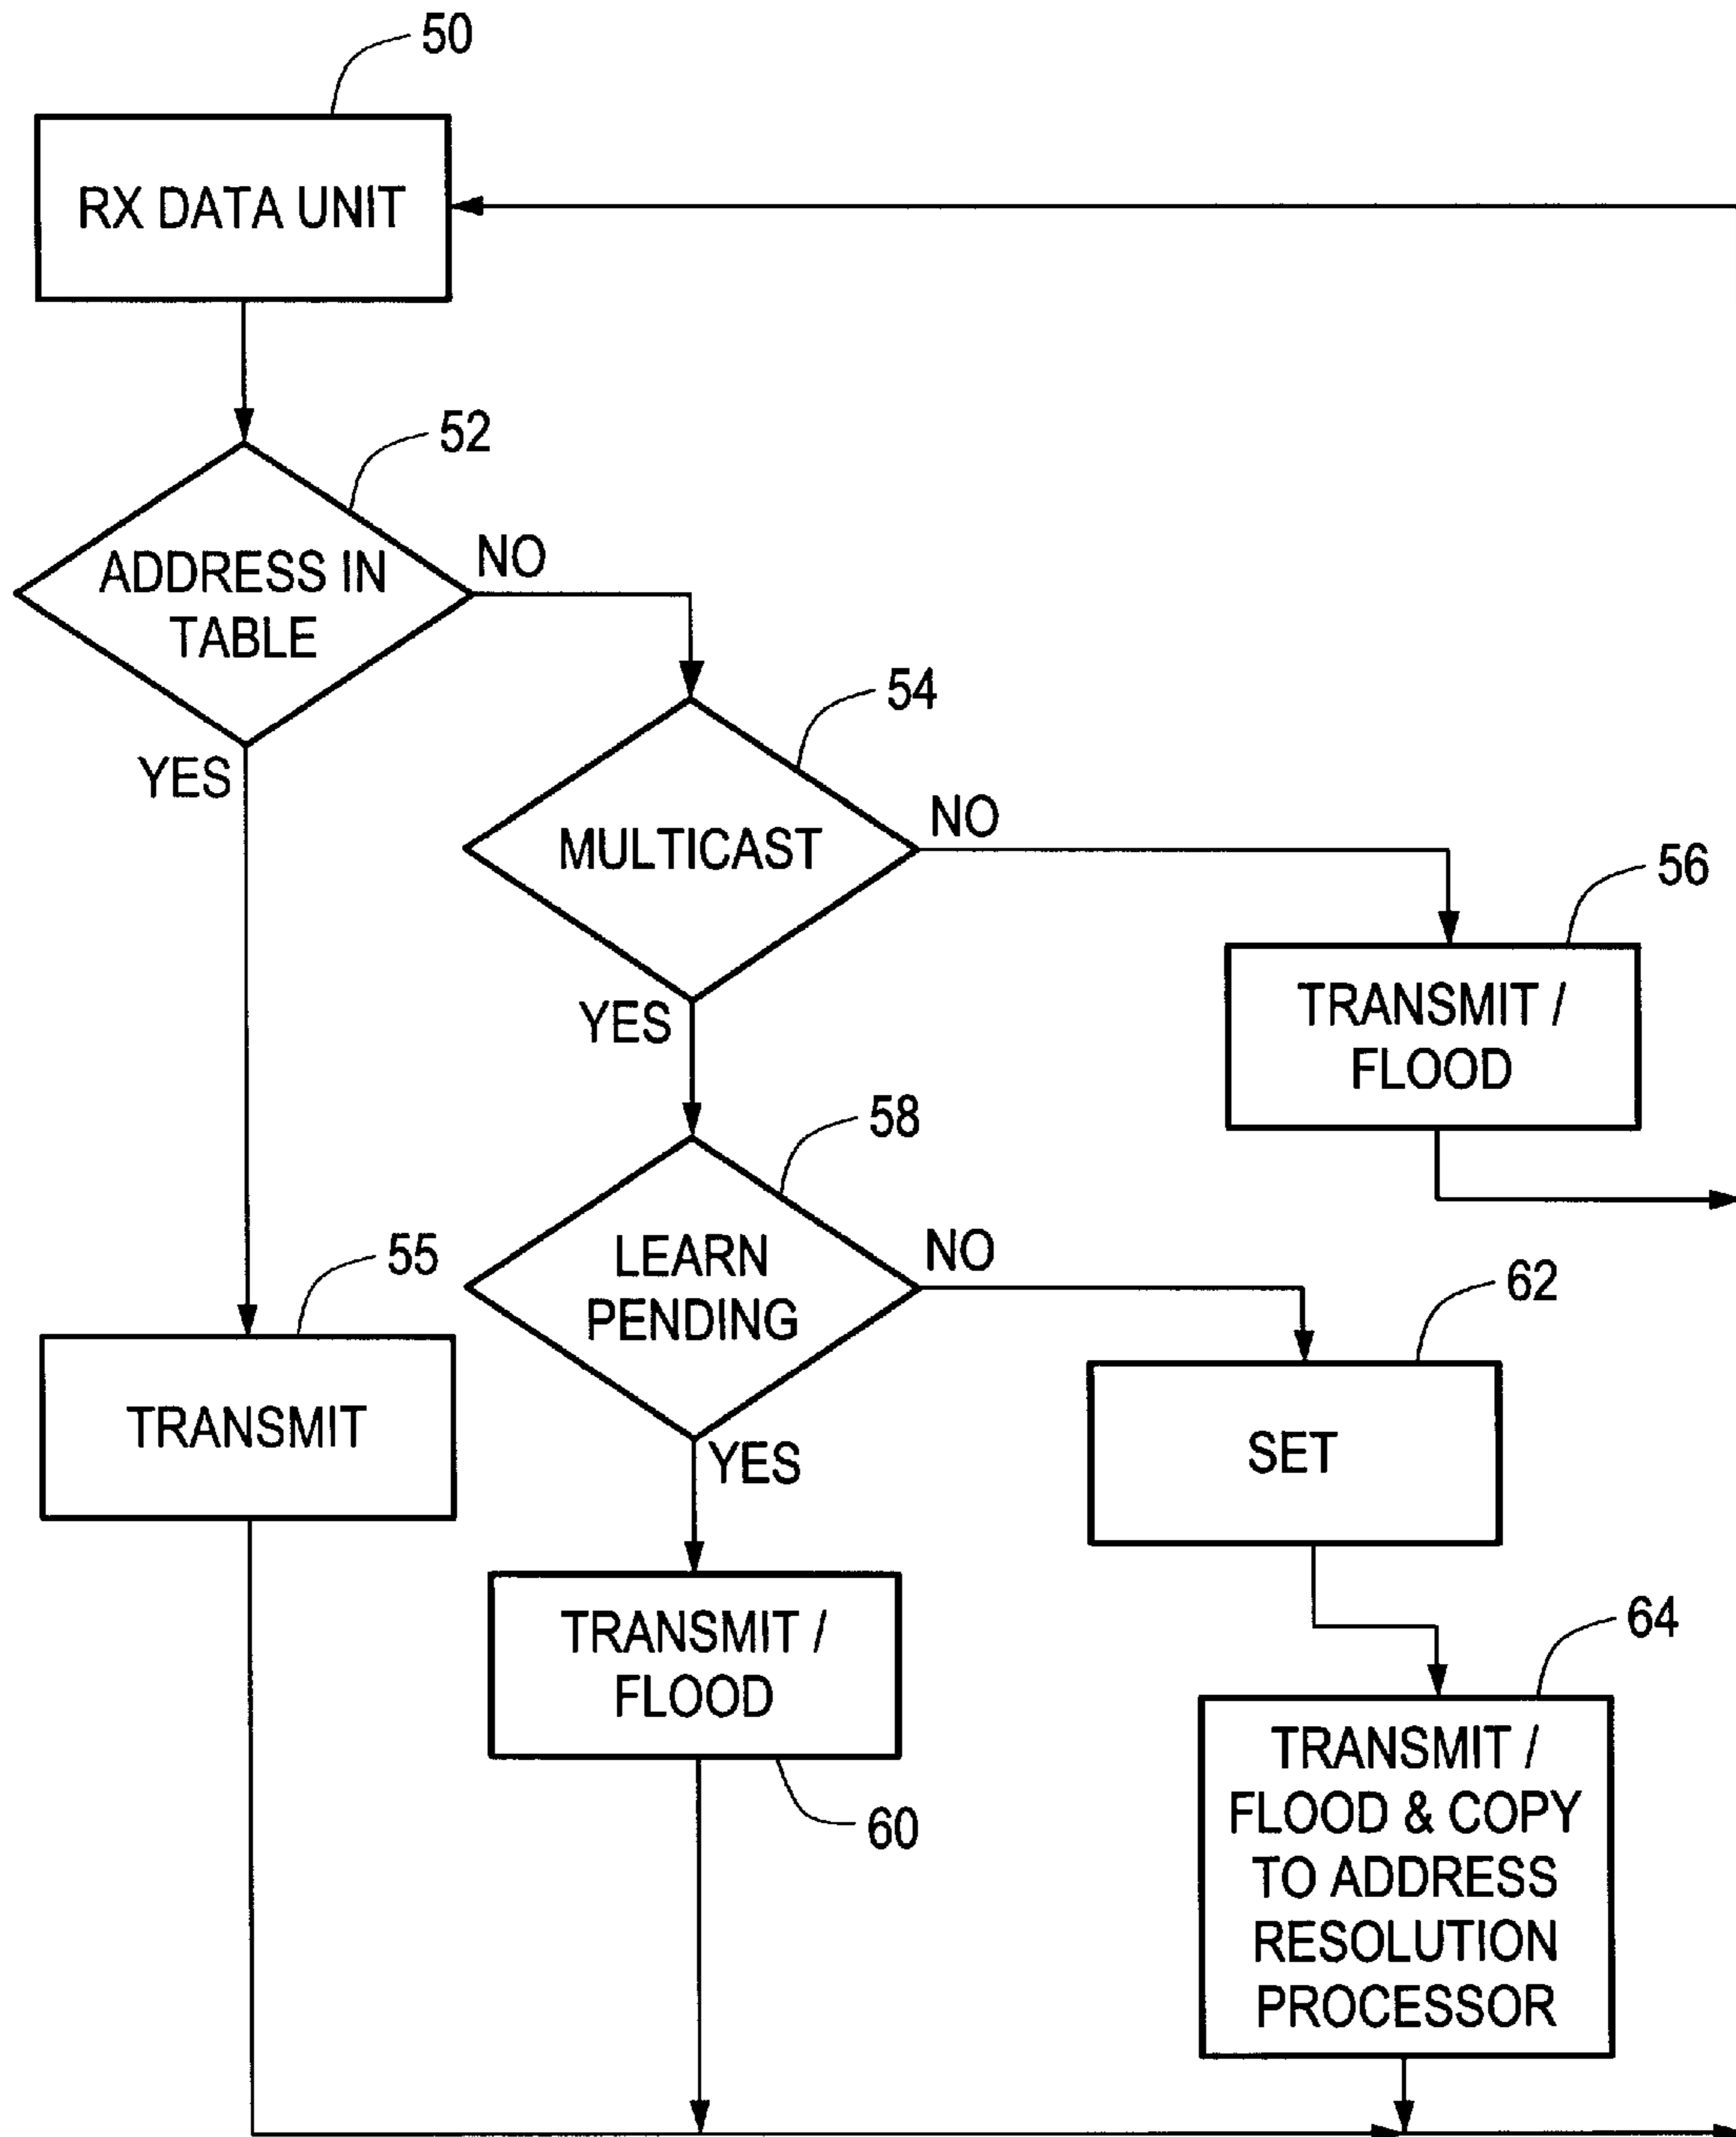 50
RX DATA UNIT
52
ADDRESS IN
TABLE
NO
YES
54
MULTICAST
NO
YES
56
TRANSMIT /
FLOOD
58
LEARN
PENDING
NO
YES
55
TRANSMIT
62
SET
TRANSMIT /
FLOOD
60
64
TRANSMIT /
FLOOD & COPY
TO ADDRESS
RESOLUTION
PROCESSOR